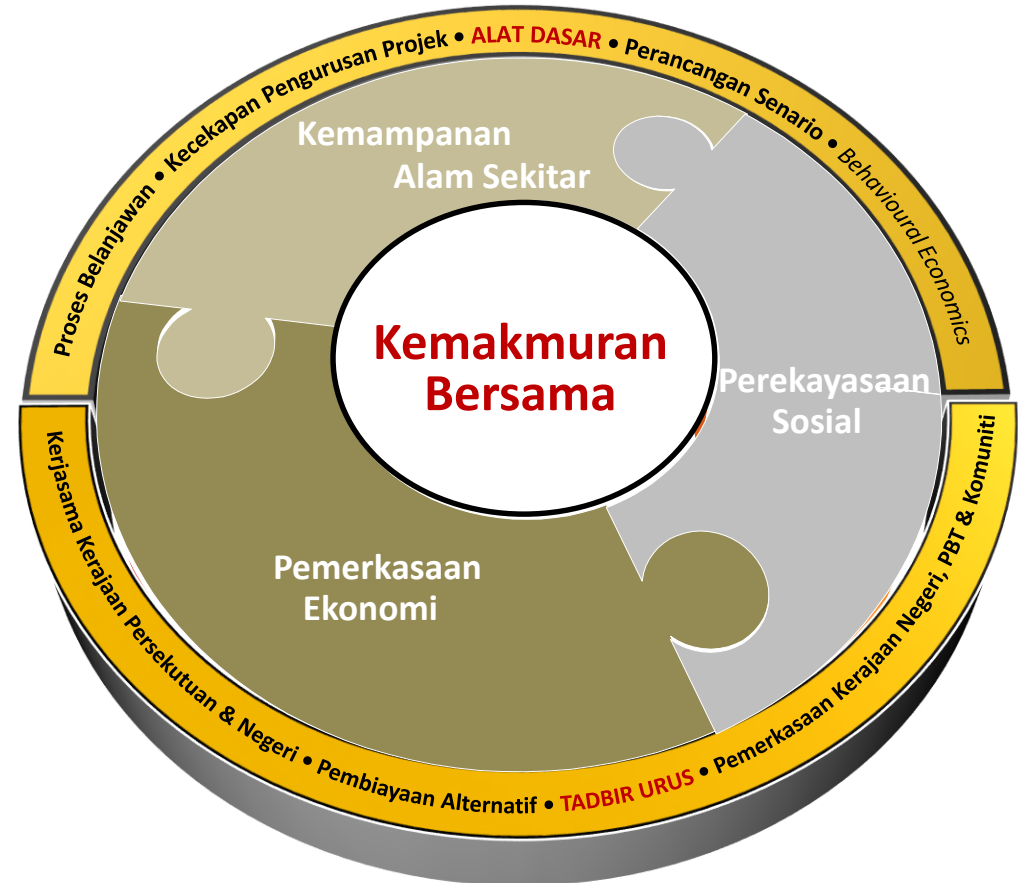 Proses Belanjawan • Kecekapan Pengurusan Projek • ALAT DASAR • Perancangan Senario • Behavioural Economics
Kemampanan
Alam Sekitar
Kemakmuran
Bersama
Perekayasaan
Sosial
Pemerkasaan
Ekonomi
Kerjasama Kerajaan Persekutuan & Negeri • Pembiayaan Alternatif • TADBIR URUS • Pemerkasaan Kerajaan Negeri, PBT & Komuniti